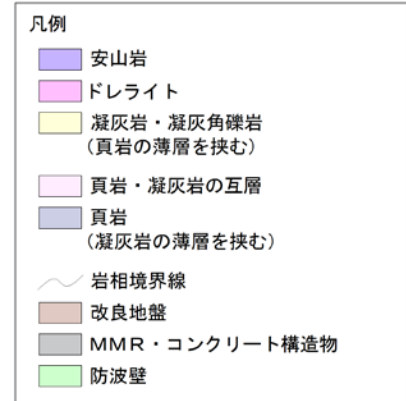 凡例
安山岩
ドレライト
凝灰岩・凝灰角礫岩
(頁岩の薄層を挟む)
頁岩・凝灰岩の互層
頁岩
(凝灰岩の薄層を挟む)
岩相境界線
改良地盤
ＭＭＲ・コンクリート構造物
防波壁